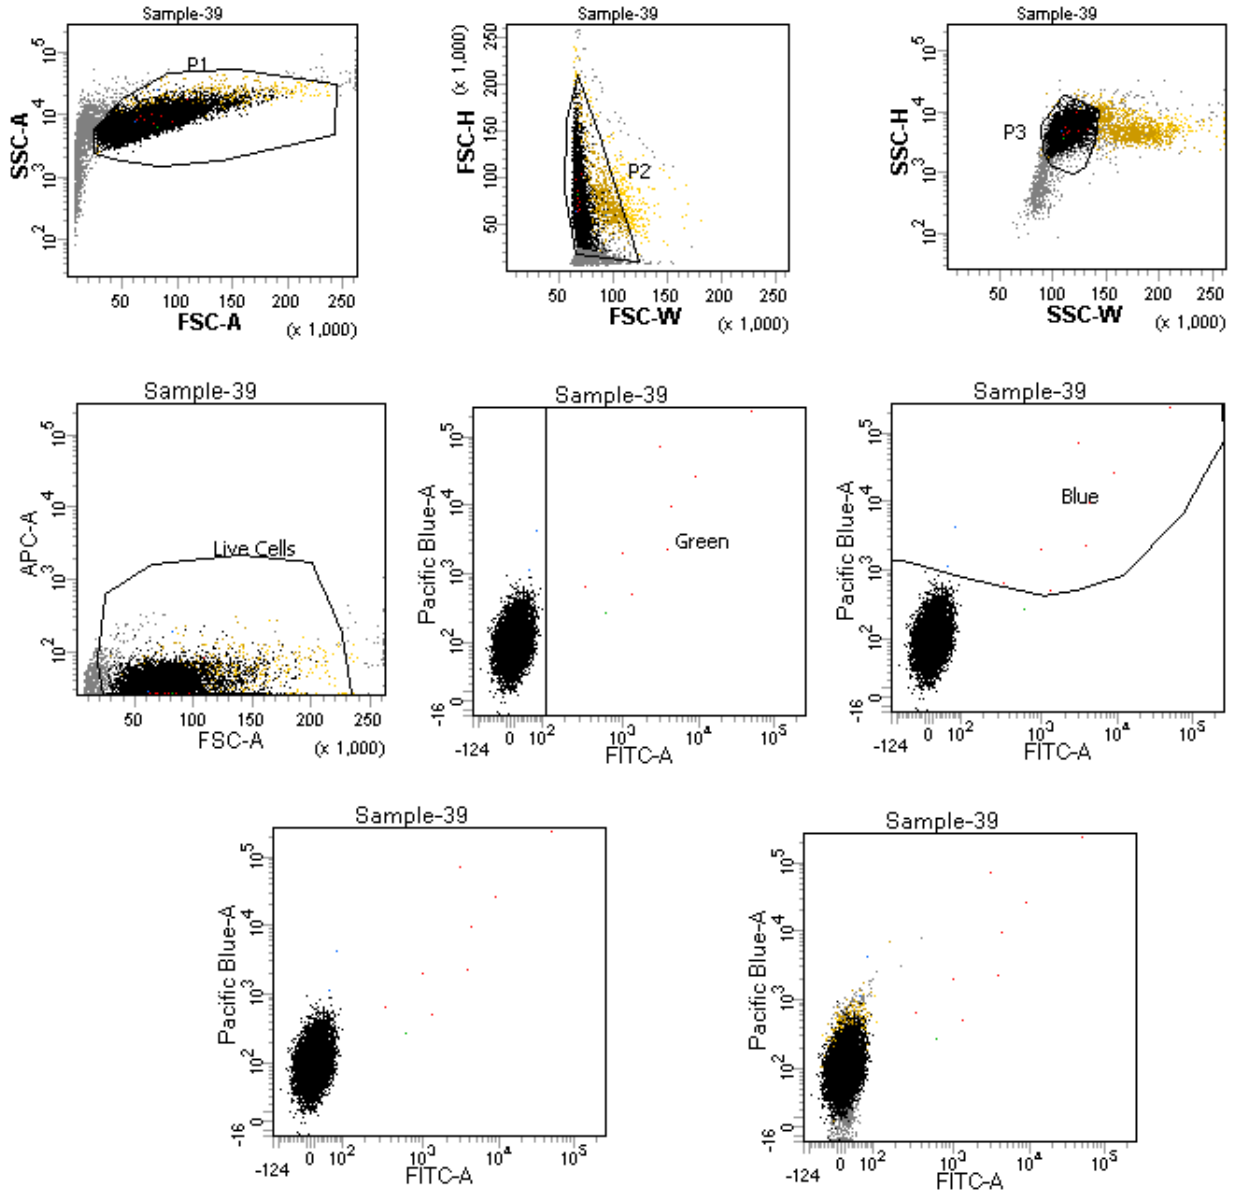 Sample-39
SSC-A
10^5
10^4
10^3
10^2
P1
50 100 150 200 250
FSC-A
(x 1,000)
Sample-39
FSC-H
(x 1,000)
250
200
150
100
50
P2
50 100 150 200 250
FSC-W
(x 1,000)
Sample-39
SSC-H
10^5
10^4
10^3
10^2
P3
50 100 150 200 250
SSC-W
(x 1,000)
Sample-39
APC-A
10^5
10^4
10^3
10^2
Live Cells
50 100 150 200 250
FSC-A
(x 1,000)
Sample-39
Pacific Blue-A
10^5
10^4
10^3
10^2
0
-16
Green
-124 0 10^2 10^3 10^4 10^5
FITC-A
Sample-39
Pacific Blue-A
10^5
10^4
10^3
10^2
0
-16
Blue
-124 0 10^2 10^3 10^4 10^5
FITC-A
Sample-39
Pacific Blue-A
10^5
10^4
10^3
10^2
0
-16
-124 0 10^2 10^3 10^4 10^5
FITC-A
Sample-39
Pacific Blue-A
10^5
10^4
10^3
10^2
0
-16
-124 0 10^2 10^3 10^4 10^5
FITC-A